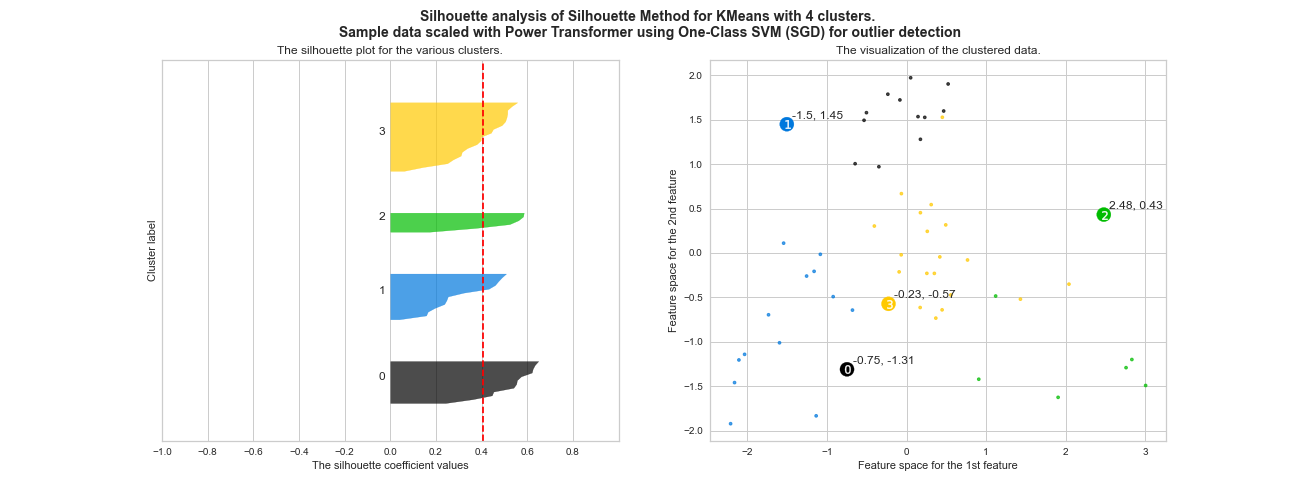 Silhouette analysis of Silhouette Method for KMeans with 4 clusters.
Sample data scaled with Power Transformer using One-Class SVM (SGD) for outlier detection
The silhouette plot for the various clusters.
3
2
1
0
Cluster label
−1.0 −0.8 −0.6 −0.4 −0.2 0.0 0.2 0.4 0.6 0.8
The silhouette coefficient values
The visualization of the clustered data.
2.0
1.5
1.0
0.5
0.0
−0.5
−1.0
−1.5
−2.0
Feature space for the 2nd feature
1 -1.5, 1.45
2 2.48, 0.43
3 -0.23, -0.57
0 -0.75, -1.31
−2 −1 0 1 2 3
Feature space for the 1st feature